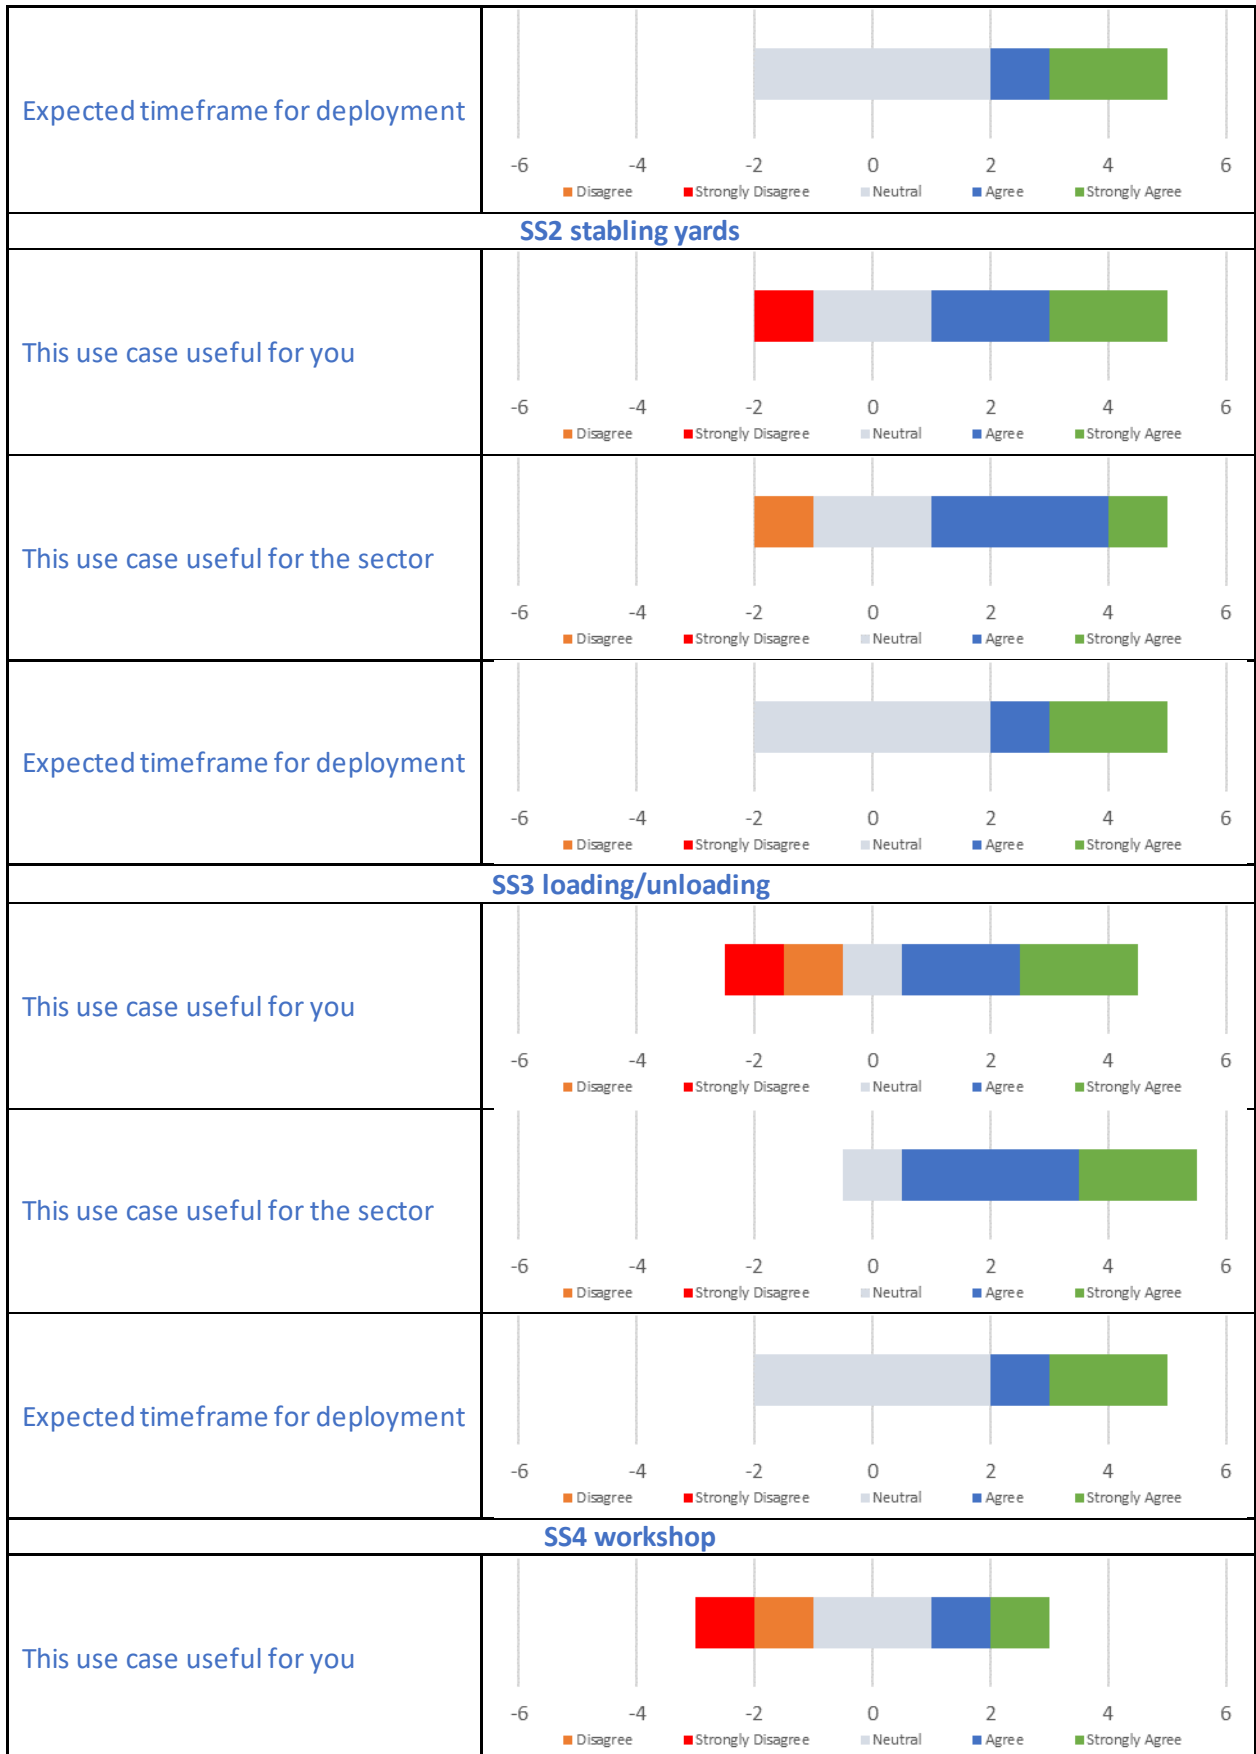 Expected timeframe for deployment
-6 -4 -2 0 2 4 6
Disagree Strongly Disagree Neutral Agree Strongly Agree
SS2 stabling yards
This use case useful for you
-6 -4 -2 0 2 4 6
Disagree Strongly Disagree Neutral Agree Strongly Agree
This use case useful for the sector
-6 -4 -2 0 2 4 6
Disagree Strongly Disagree Neutral Agree Strongly Agree
Expected timeframe for deployment
-6 -4 -2 0 2 4 6
Disagree Strongly Disagree Neutral Agree Strongly Agree
SS3 loading/unloading
This use case useful for you
-6 -4 -2 0 2 4 6
Disagree Strongly Disagree Neutral Agree Strongly Agree
This use case useful for the sector
-6 -4 -2 0 2 4 6
Disagree Strongly Disagree Neutral Agree Strongly Agree
Expected timeframe for deployment
-6 -4 -2 0 2 4 6
Disagree Strongly Disagree Neutral Agree Strongly Agree
SS4 workshop
This use case useful for you
-6 -4 -2 0 2 4 6
Disagree Strongly Disagree Neutral Agree Strongly Agree